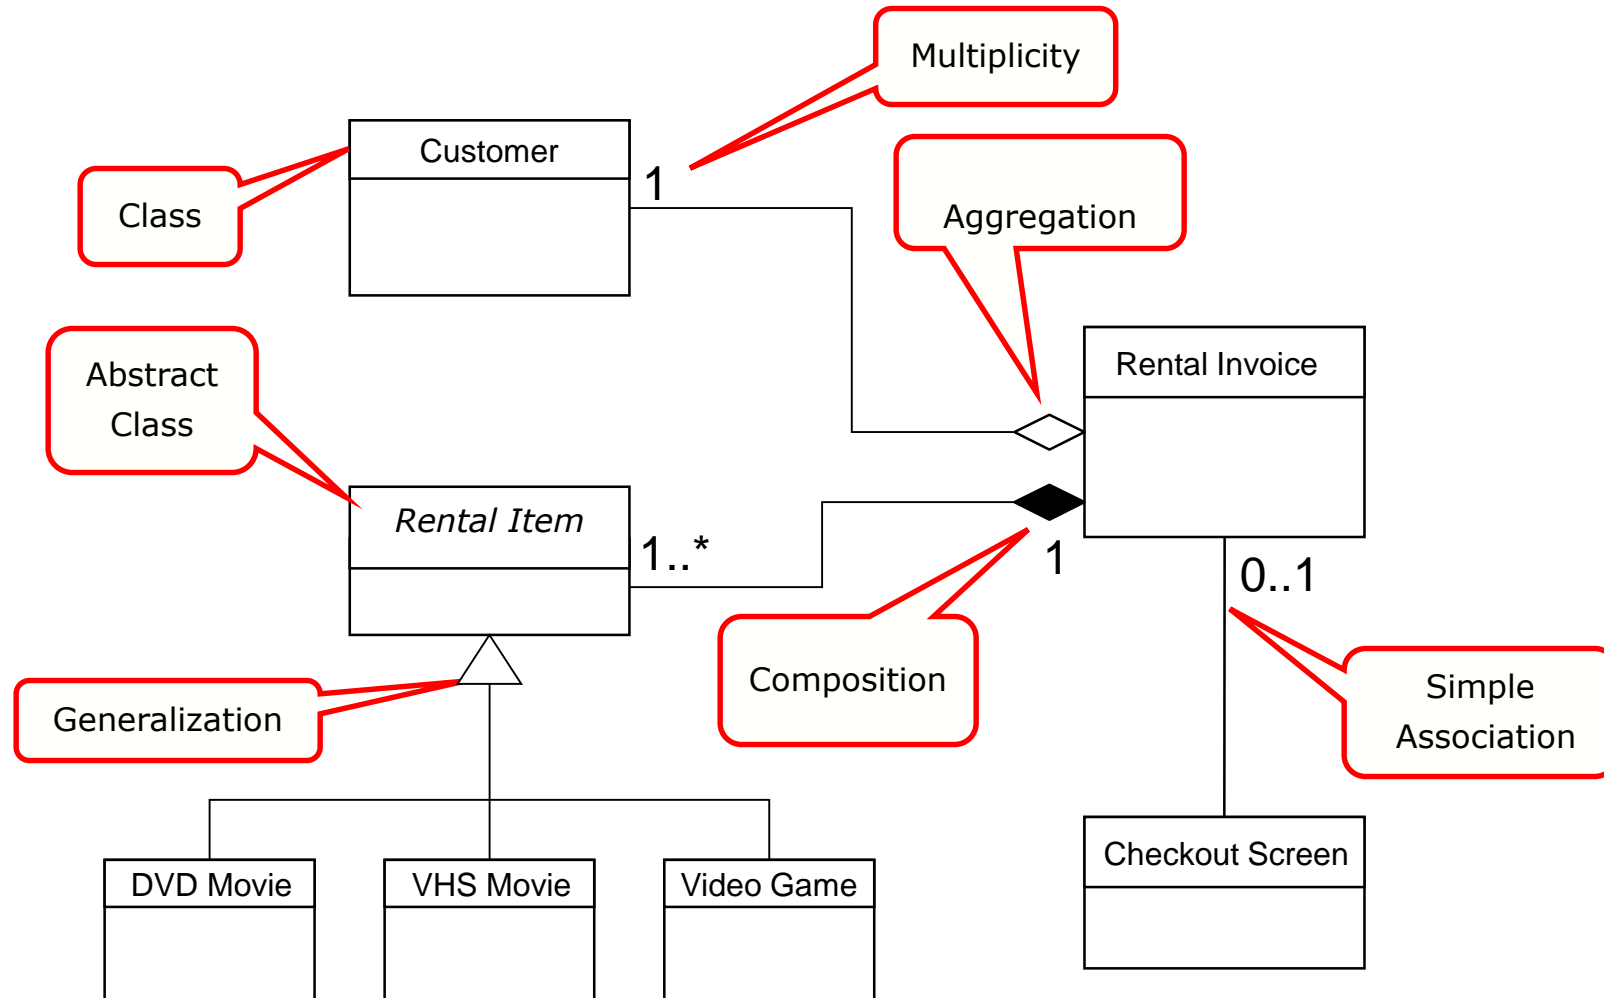 Multiplicity
Customer
1
Class
Aggregation
Abstract
Class
Rental Invoice
Rental Item
1..*
1
0..1
Generalization
Composition
Simple
Association
Checkout Screen
DVD Movie
VHS Movie
Video Game